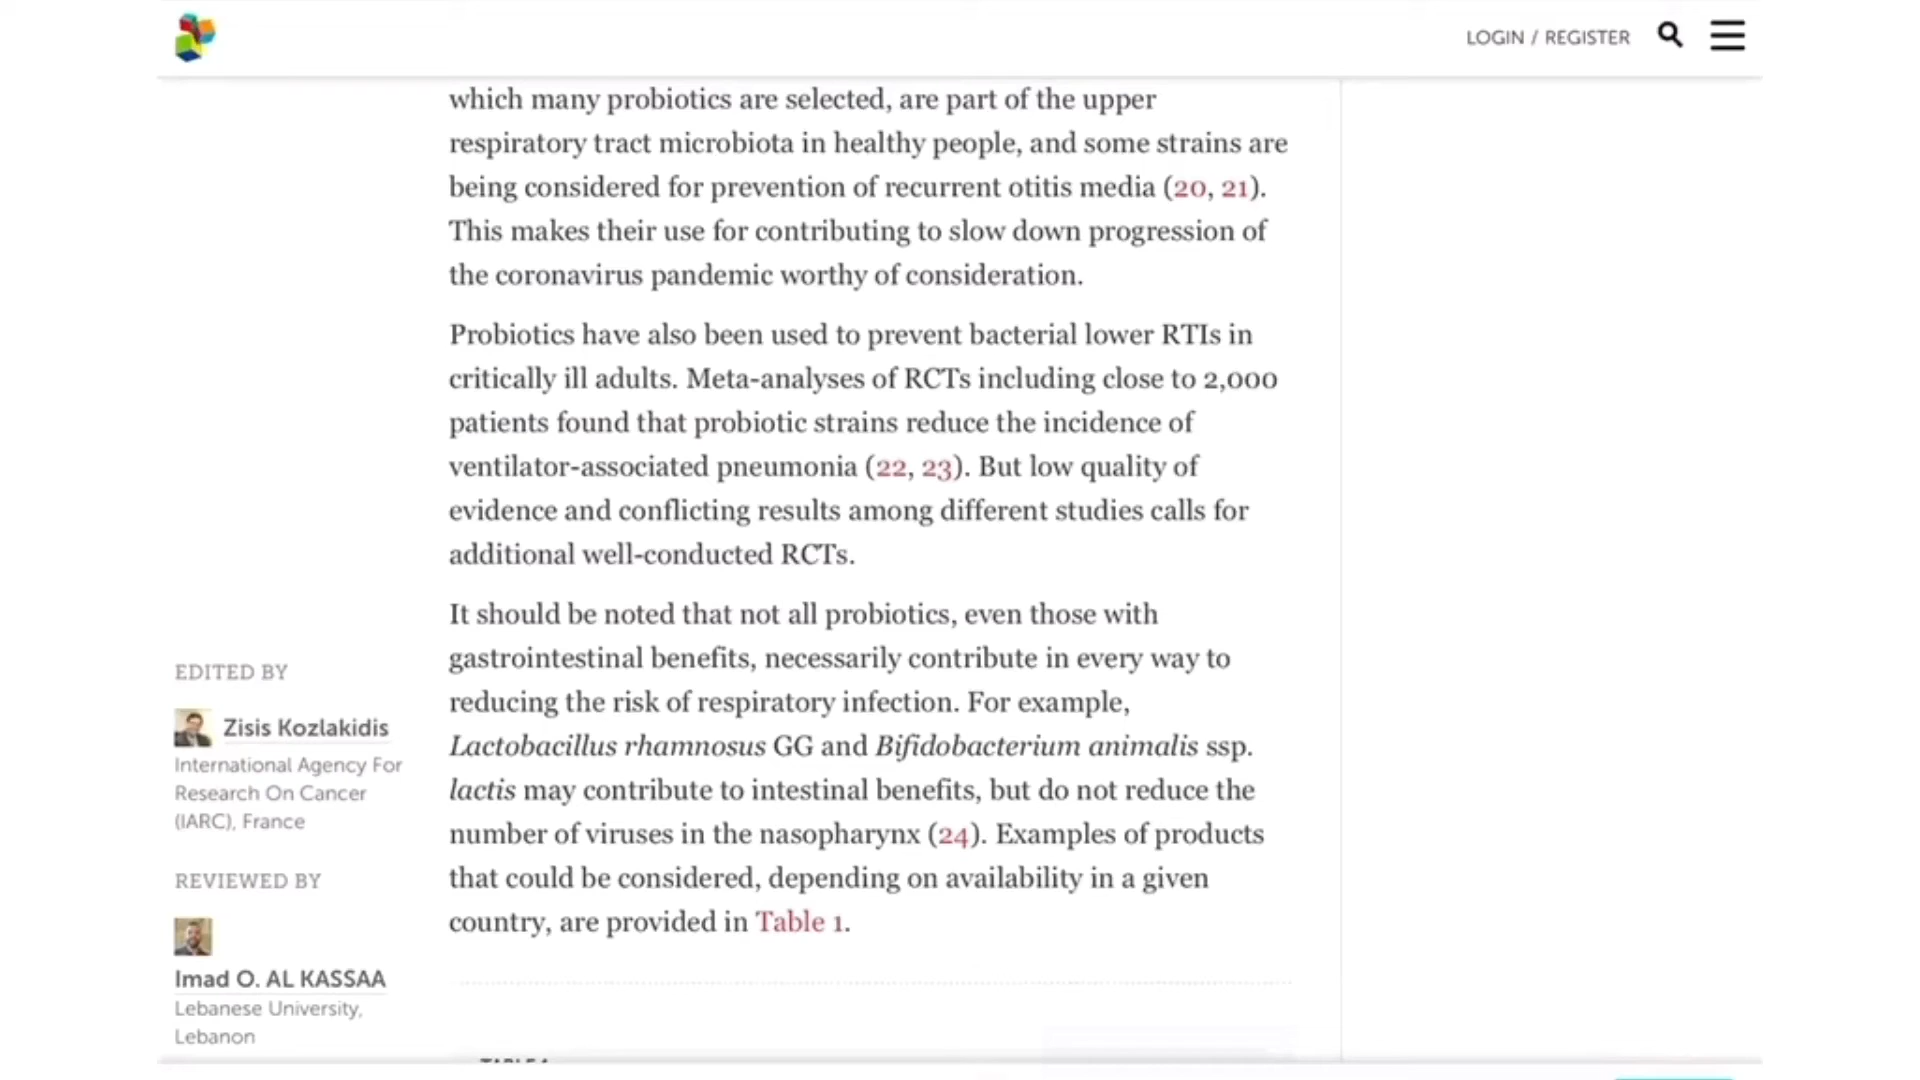 LOGIN / REGISTER
which many probiotics are selected, are part of the upper
respiratory tract microbiota in healthy people, and some strains are
being considered for prevention of recurrent otitis media (20, 21).
This makes their use for contributing to slow down progression of
the coronavirus pandemic worthy of consideration.
Probiotics have also been used to prevent bacterial lower RTIs in
critically ill adults. Meta-analyses of RCTs including close to 2,000
patients found that probiotic strains reduce the incidence of
ventilator-associated pneumonia (22, 23). But low quality of
evidence and conflicting results among different studies calls for
additional well-conducted RCTs.
It should be noted that not all probiotics, even those with
gastrointestinal benefits, necessarily contribute in every way to
reducing the risk of respiratory infection. For example,
Lactobacillus rhamnosus GG and Bifidobacterium animalis ssp.
lactis may contribute to intestinal benefits, but do not reduce the
number of viruses in the nasopharynx (24). Examples of products
that could be considered, depending on availability in a given
country, are provided in Table 1.
EDITED BY
Zisis Kozlakidis
International Agency For
Research On Cancer
(IARC), France
REVIEWED BY
Imad O. AL KASSAA
Lebanese University,
Lebanon